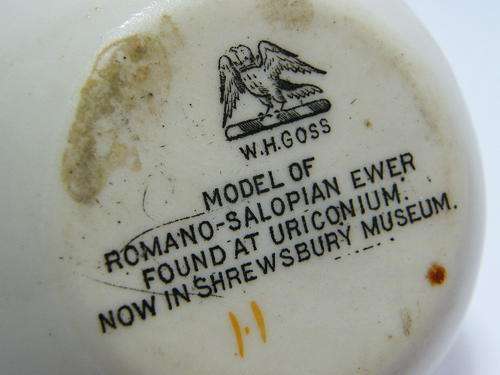 W.H.GOSS
MODEL OF
ROMANO-SALOPIAN EWER
FOUND AT URICONIUM.
NOW IN SHREWSBURY MUSEUM.